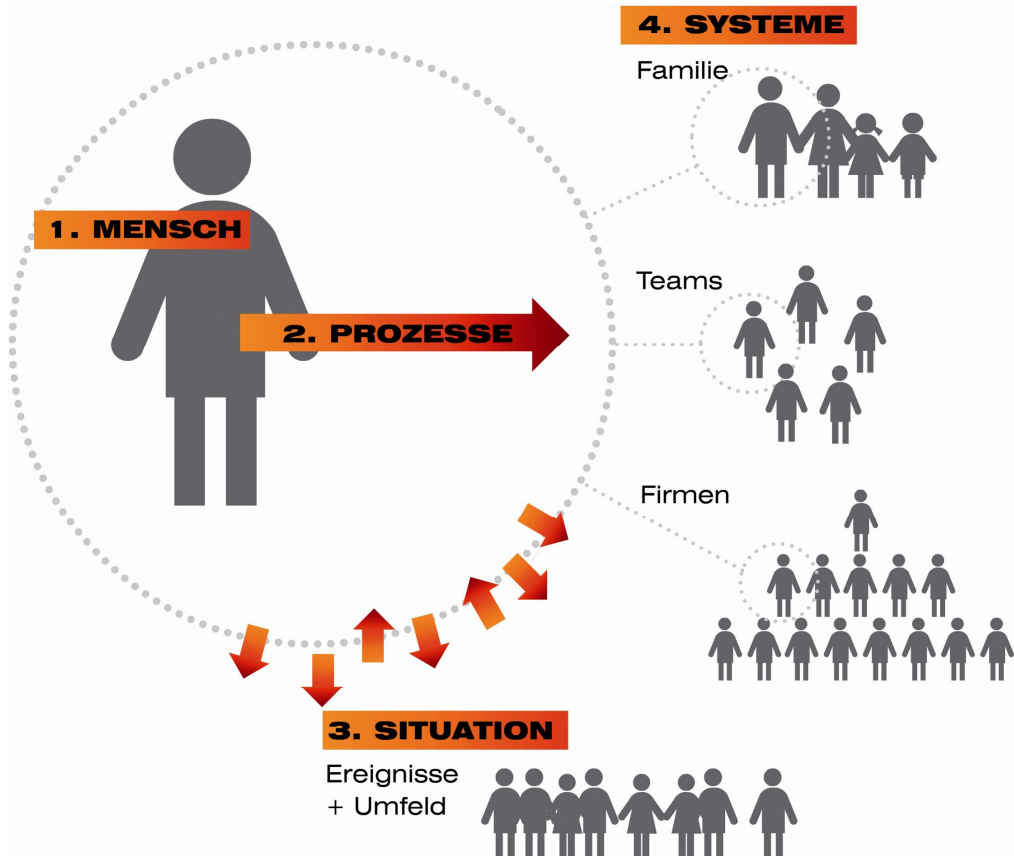 4. SYSTEME
Familie
1. MENSCH
Teams
2. PROZESSE
Firmen
3. SITUATION
Ereignisse
+ Umfeld